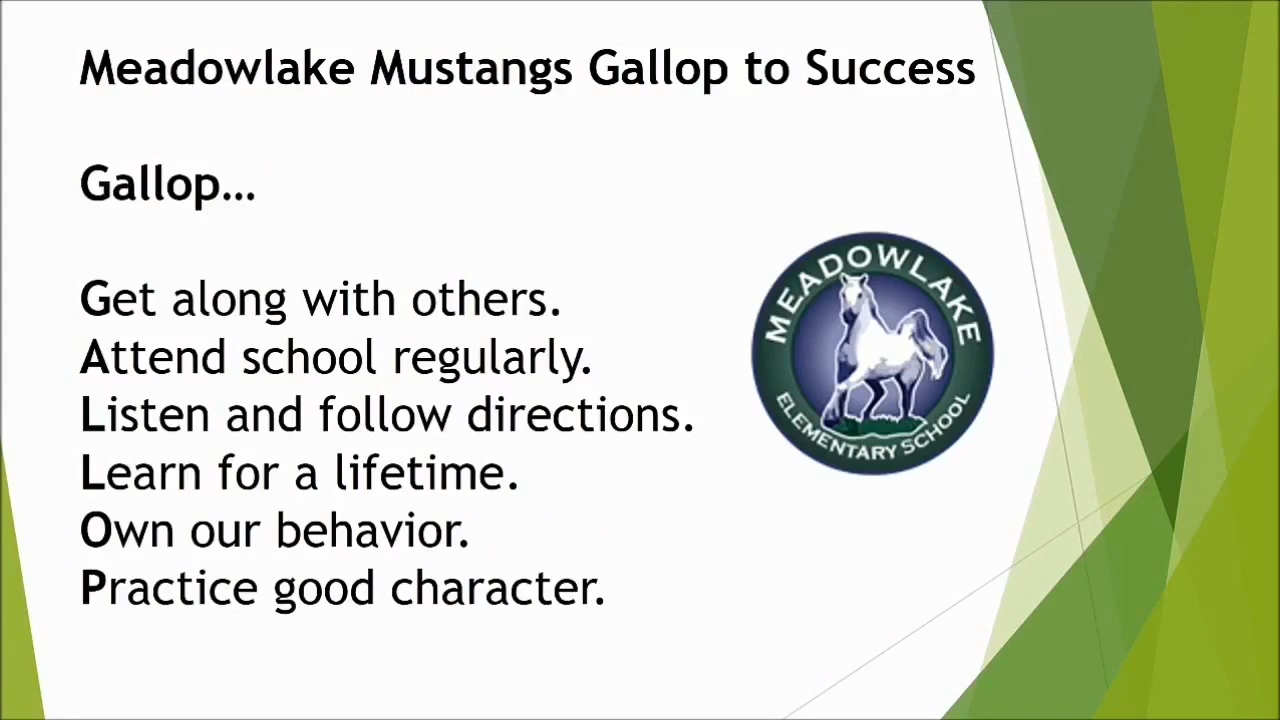 Meadowlake Mustangs Gallop to Success
Gallop…
Get along with others.
Attend school regularly.
Listen and follow directions.
Learn for a lifetime.
Own our behavior.
Practice good character.
MEADOWLAKE
ELEMENTARY SCHOOL